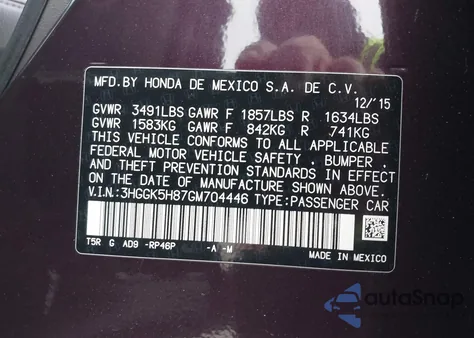 MFD.BY HONDA DE MEXICO S.A. DE C.V.
12/'15
GVWR 3491LBS GAWR F 1857LBS R 1634LBS
GVWR 1583KG GAWR F 842KG R 741KG
THIS VEHICLE CONFORMS TO ALL APPLICABLE
FEDERAL MOTOR VEHICLE SAFETY , BUMPER ,
AND THEFT PREVENTION STANDARDS IN EFFECT
ON THE DATE OF MANUFACTURE SHOWN ABOVE.
V.I.N.:3HGGK5H87GM704446 TYPE:PASSENGER CAR
T5R G AD9 -RP46P -A -M
MADE IN MEXICO
autoSnap